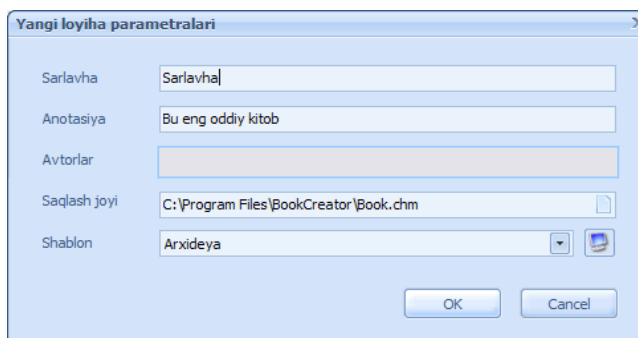 Yangi loyiha parametralari
Sarlavha Sarlavha
Anotasiya Bu eng oddiy kitob
Avtorlar
Saqlash joyi C:\Program Files\BookCreator\Book.chm
Shablon Arxideya
OK Cancel